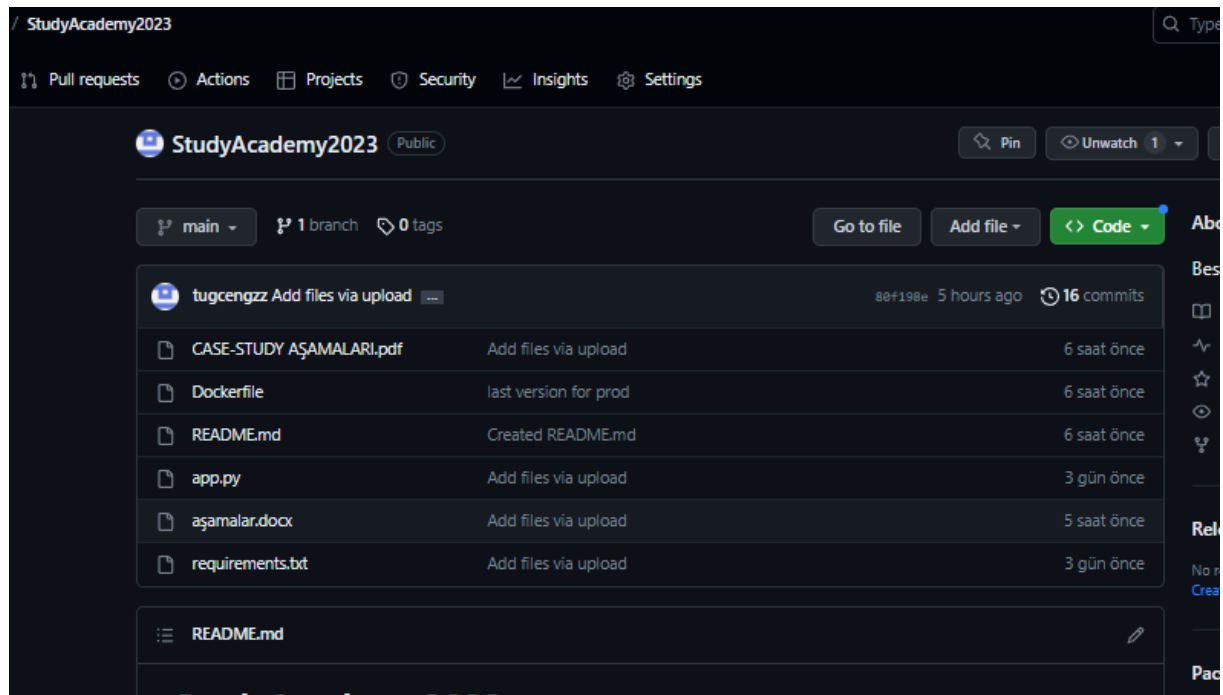 / StudyAcademy2023
Type
Pull requests Actions Projects Security Insights Settings
StudyAcademy2023 Public Pin Unwatch 1
main 1 branch 0 tags Go to file Add file <> Code
tugcengzz Add files via upload ... 80f198e 5 hours ago 16 commits
CASE-STUDY AŞAMALARI.pdf Add files via upload 6 saat önce
Dockerfile last version for prod 6 saat önce
README.md Created README.md 6 saat önce
app.py Add files via upload 3 gün önce
aşamalar.docx Add files via upload 5 saat önce
requirements.txt Add files via upload 3 gün önce
README.md